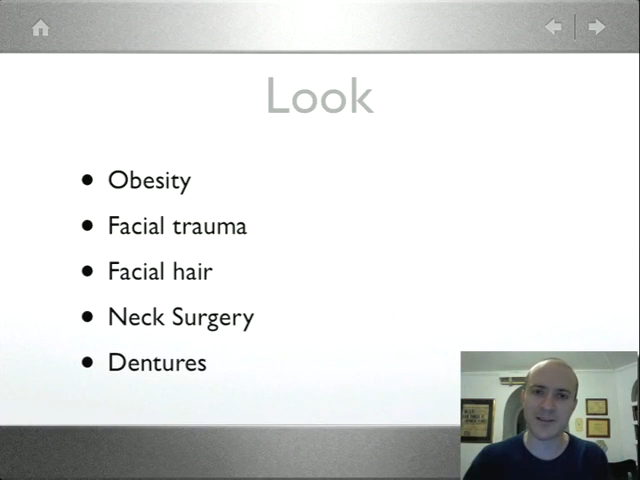 Look
Obesity
Facial trauma
Facial hair
Neck Surgery
Dentures